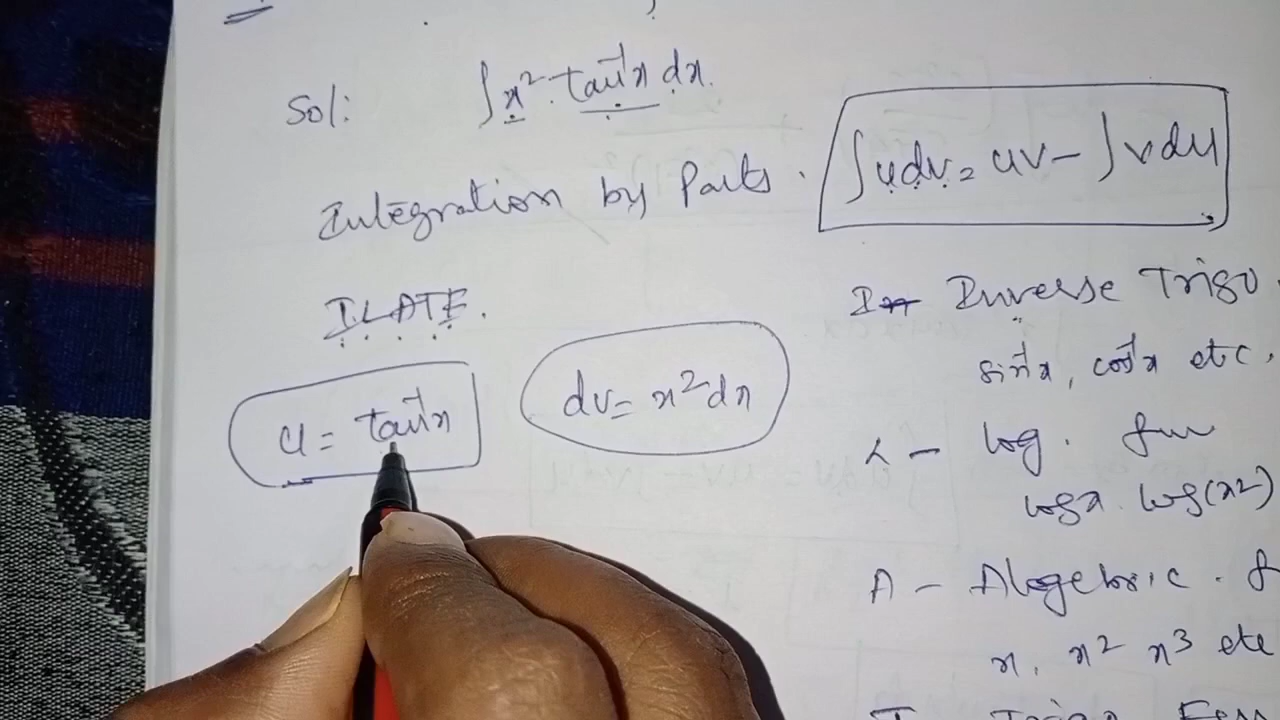 Sol: ∫x². tan⁻¹x dx.
Integration by Parts. ∫udv = uv - ∫vdu
ILATE.
u = tan⁻¹x
dv = x²dx
I - Inverse Trigo.
sin⁻¹x, cos⁻¹x etc.
L - log. fun
logx. log(x²)
A - Alogebric. f
x, x² x³ etc